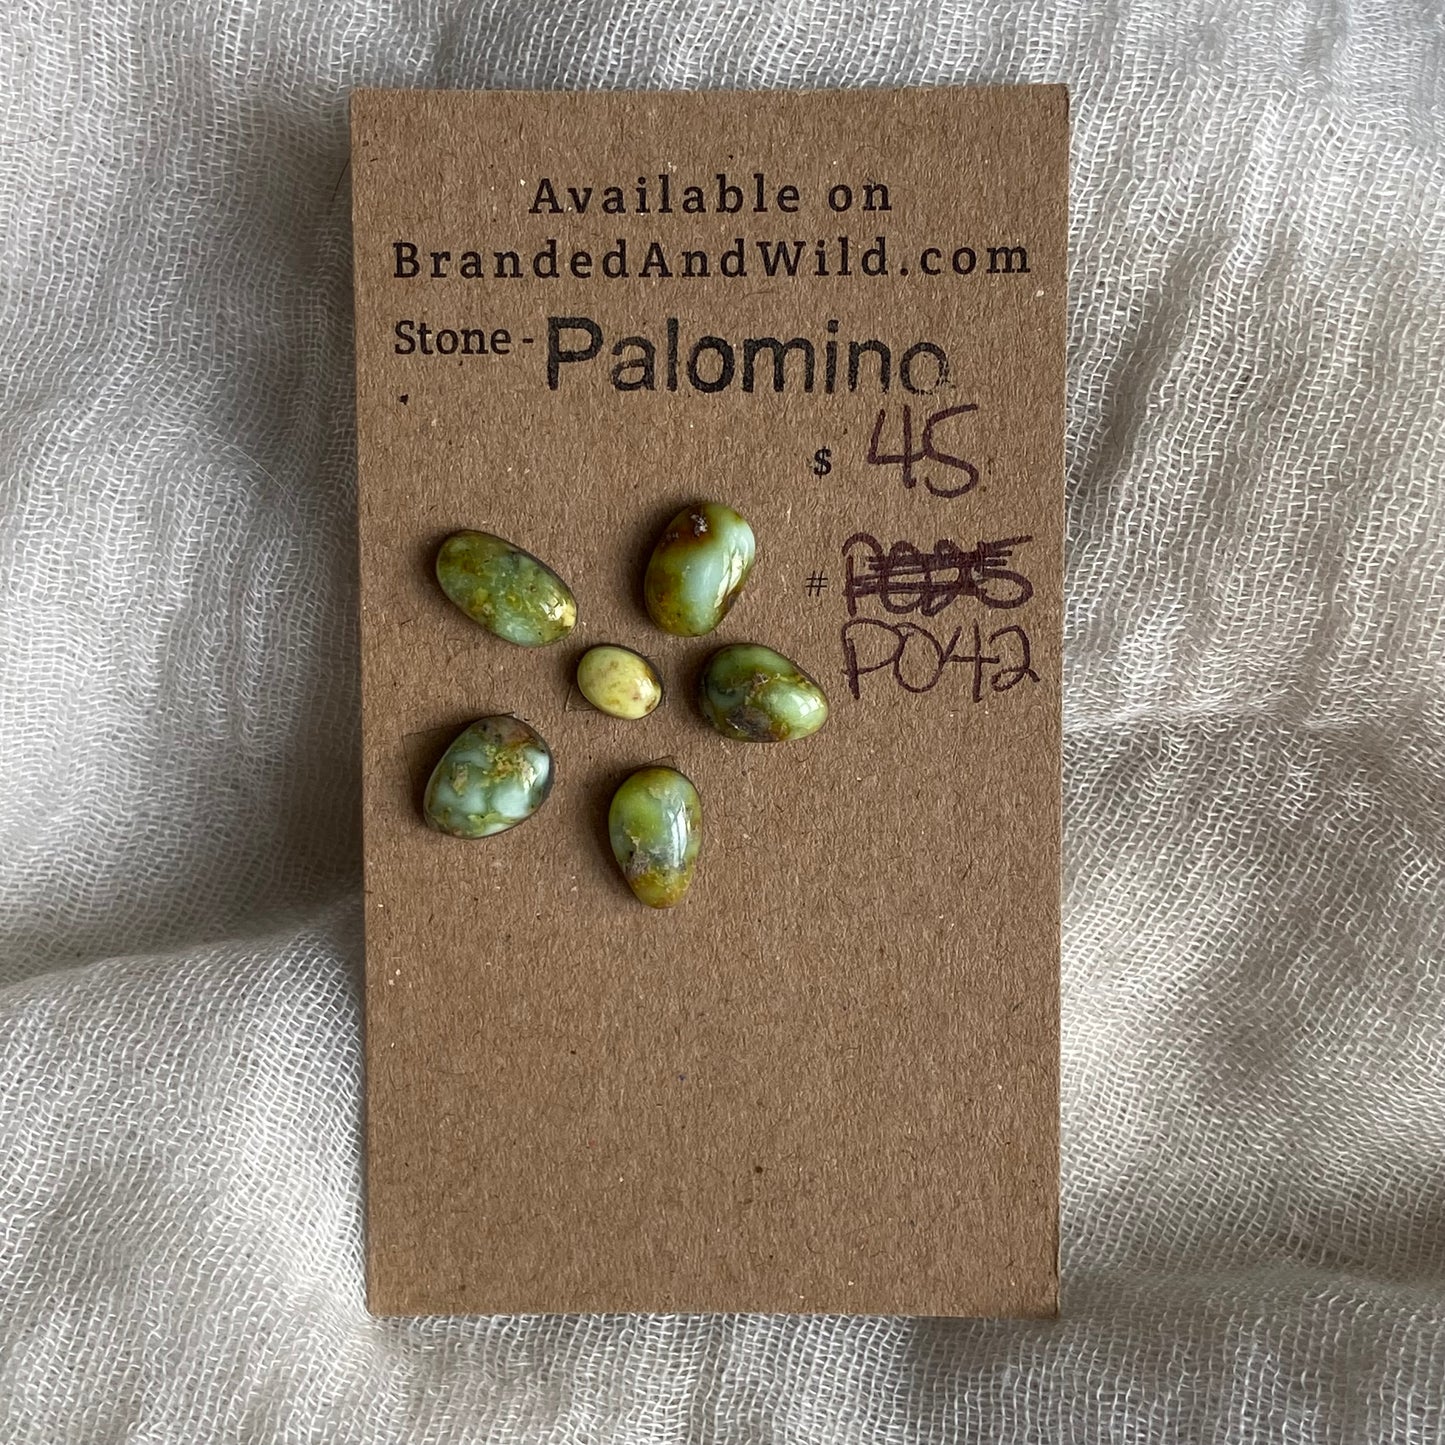 Available on
BrandedAndWild.com
Stone - Palomino
$ 45
#
PO42